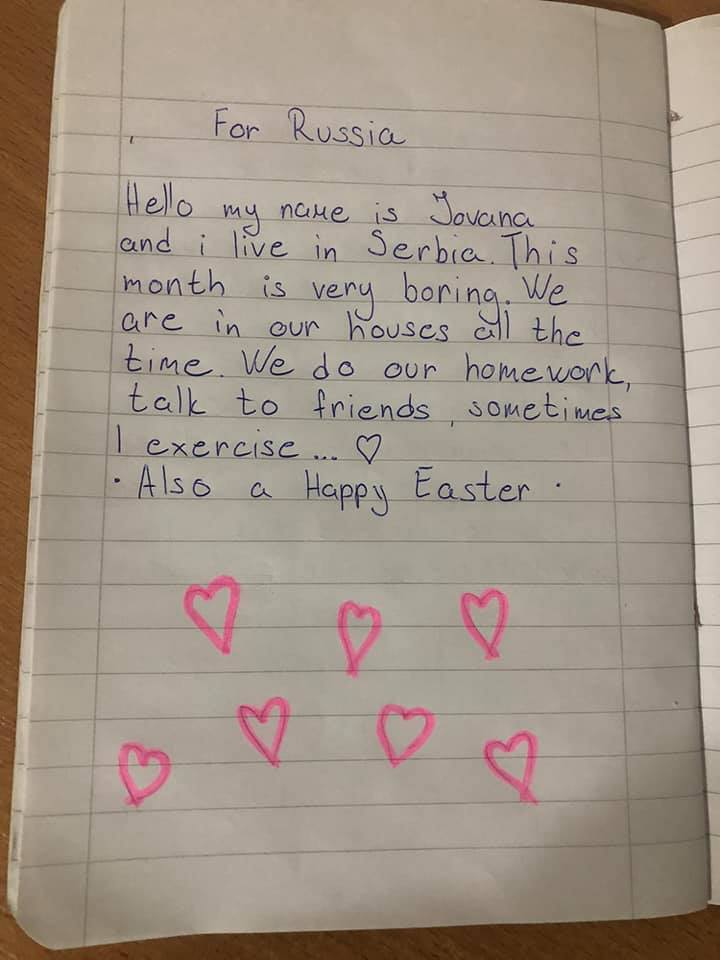 For Russia
Hello my name is Jovana
and i live in Serbia. This
month is very boring. We
are in our houses all the
time. We do our homework,
talk to friends, sometimes
I exercise... ♡
· Also a Happy Easter ·